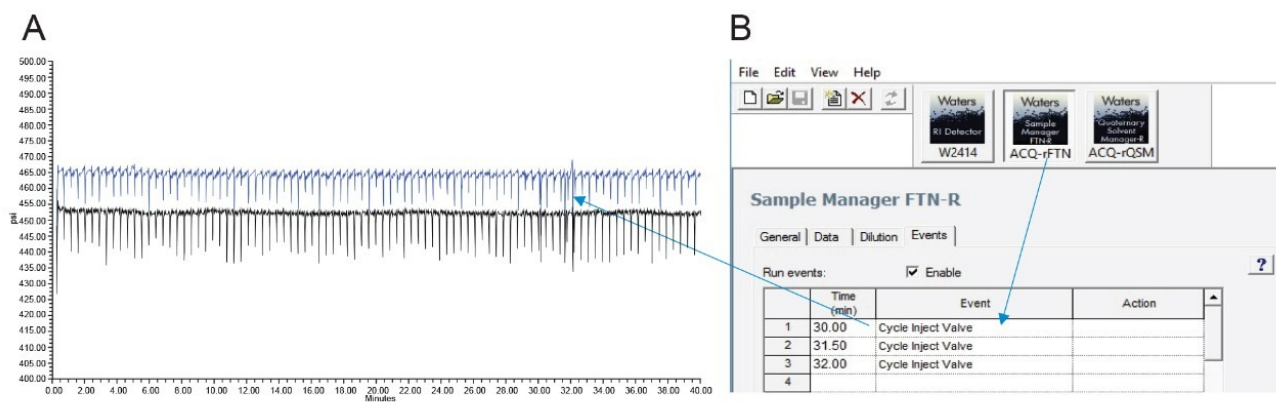 A
500.00
495.00
490.00
485.00
480.00
475.00
470.00
465.00
460.00
455.00
450.00
445.00
440.00
435.00
430.00
425.00
420.00
415.00
410.00
405.00
400.00
psi
0.00 2.00 4.00 6.00 8.00 10.00 12.00 14.00 16.00 18.00 20.00 22.00 24.00 26.00 28.00 30.00 32.00 34.00 36.00 38.00 40.00
Minutes
B
File Edit View Help
Waters RI Detector W2414
Waters Sample Manager FTN-R ACQ-rFTN
Waters Quaternary Solvent Manager-R ACQ-rQSM
Sample Manager FTN-R
General Data Dilution Events
Run events: Enable ?
Time (min) Event Action
1 30.00 Cycle Inject Valve
2 31.50 Cycle Inject Valve
3 32.00 Cycle Inject Valve
4